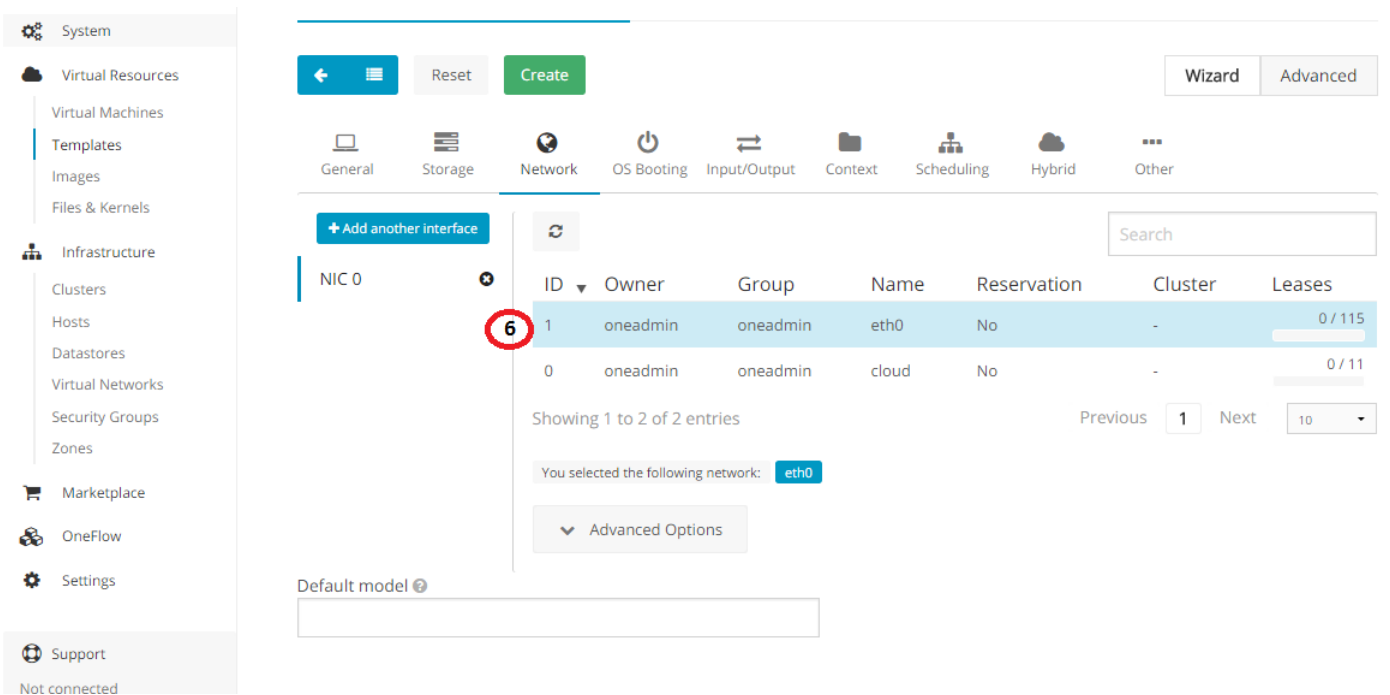 System
Virtual Resources
Virtual Machines
Templates
Images
Files & Kernels
Infrastructure
Clusters
Hosts
Datastores
Virtual Networks
Security Groups
Zones
Marketplace
OneFlow
Settings
Support
Not connected
Reset Create Wizard Advanced
General Storage Network OS Booting Input/Output Context Scheduling Hybrid Other
+ Add another interface
NIC 0
Search
ID Owner Group Name Reservation Cluster Leases
6 1 oneadmin oneadmin eth0 No - 0 / 115
0 oneadmin oneadmin cloud No - 0 / 11
Showing 1 to 2 of 2 entries Previous 1 Next 10
You selected the following network: eth0
Advanced Options
Default model ?